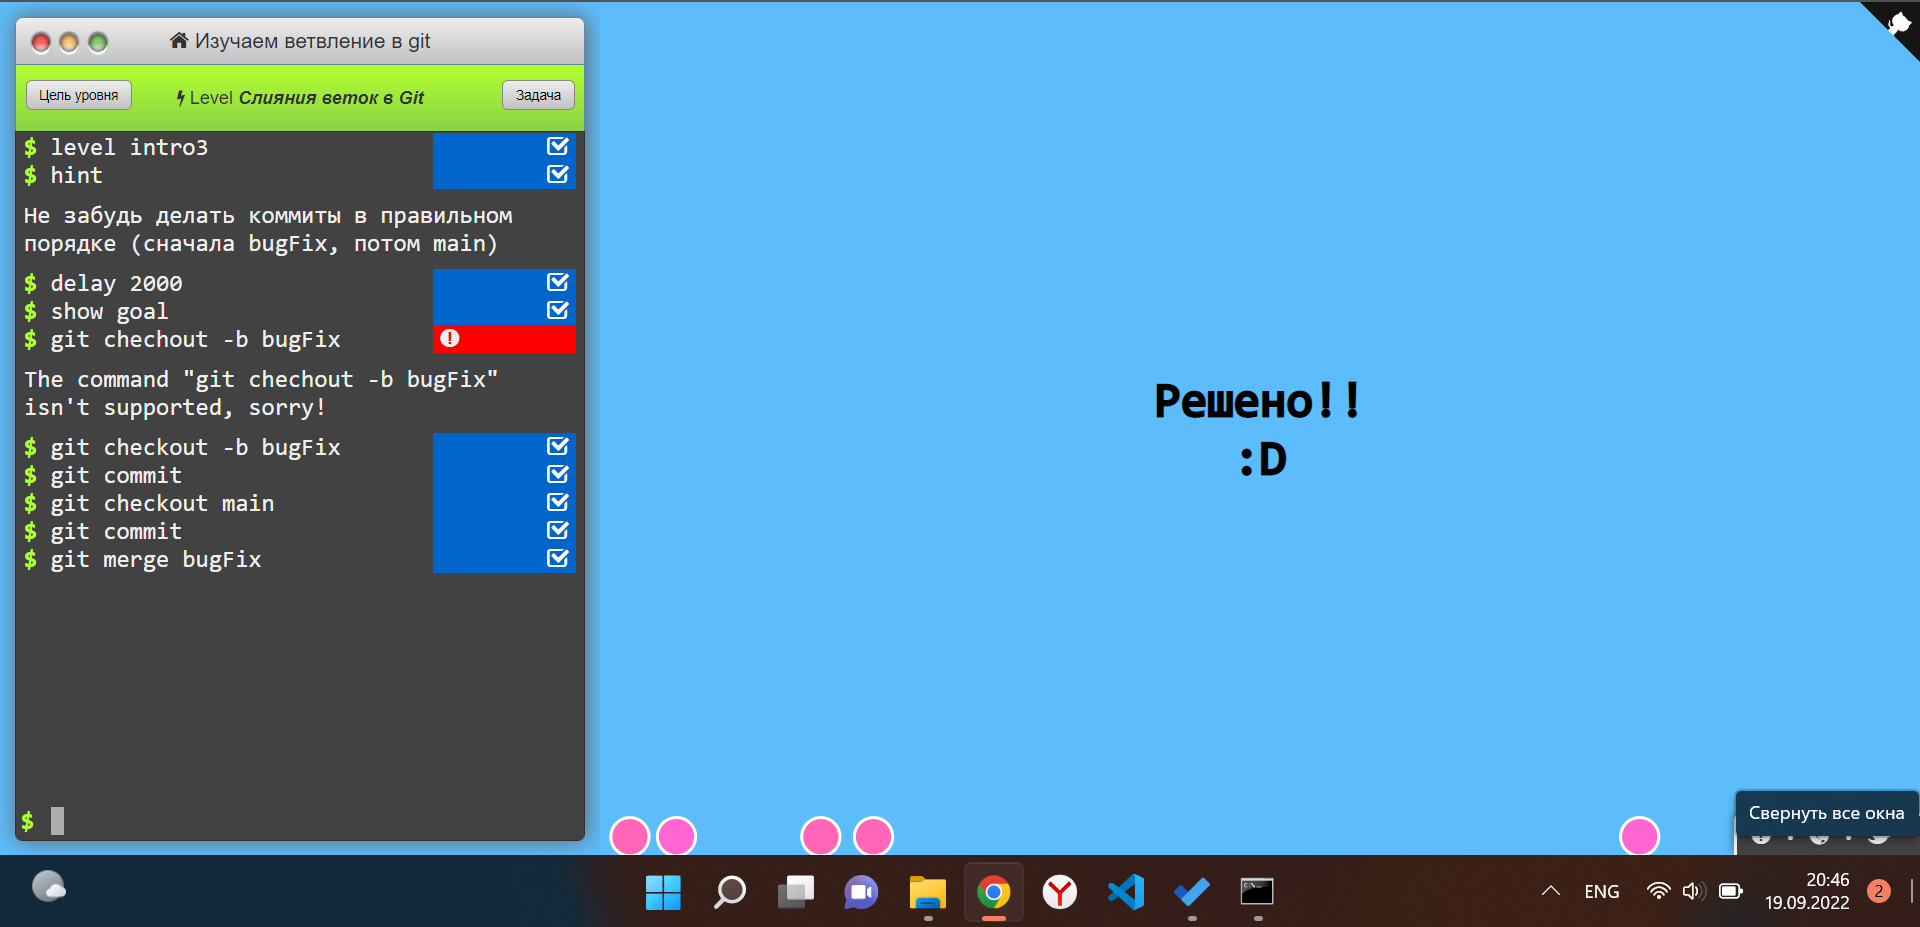 Изучаем ветвление в git
Цель уровня
Level Слияния веток в Git
Задача
$ level intro3
$ hint
Не забудь делать коммиты в правильном
порядке (сначала bugFix, потом main)
$ delay 2000
$ show goal
$ git chechout -b bugFix
The command "git chechout -b bugFix"
isn't supported, sorry!
$ git checkout -b bugFix
$ git commit
$ git checkout main
$ git commit
$ git merge bugFix
$
Решено!!
:D
Свернуть все окна
ENG
20:46
19.09.2022
2